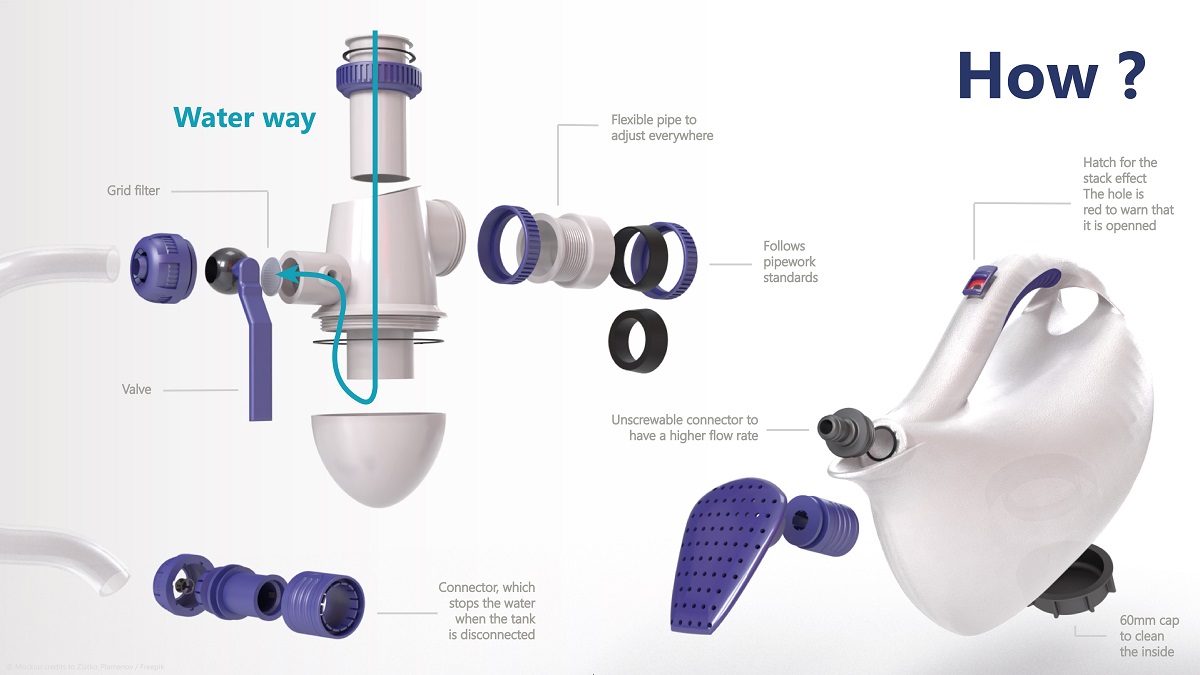 How ?
Water way
Flexible pipe to
adjust everywhere
Grid filter
Hatch for the
stack effect
The hole is
red to warn that
it is openned
Follows
pipework
standards
Valve
Unscrewable connector to
have a higher flow rate
Connector, which
stops the water
when the tank
is disconnected
60mm cap
to clean
the inside